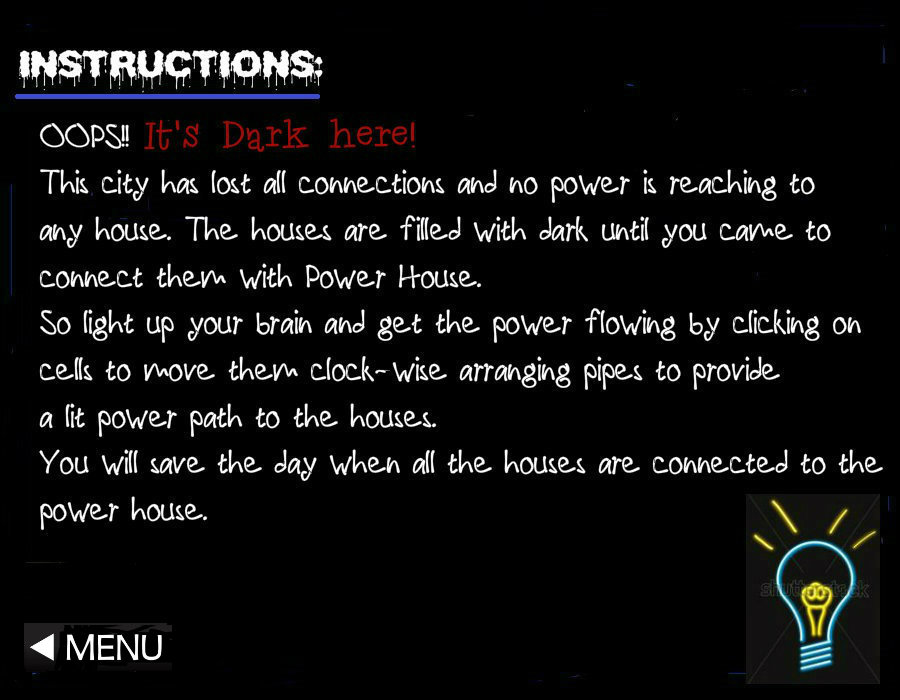 INSTRUCTIONS:
OOPS!! It's Dark here!
This city has lost all connections and no power is reaching to
any house. The houses are filled with dark until you came to
connect them with Power House.
So light up your brain and get the power flowing by clicking on
cells to move them clock-wise arranging pipes to provide
a lit power path to the houses.
You will save the day when all the houses are connected to the
power house.
shutterstock
MENU